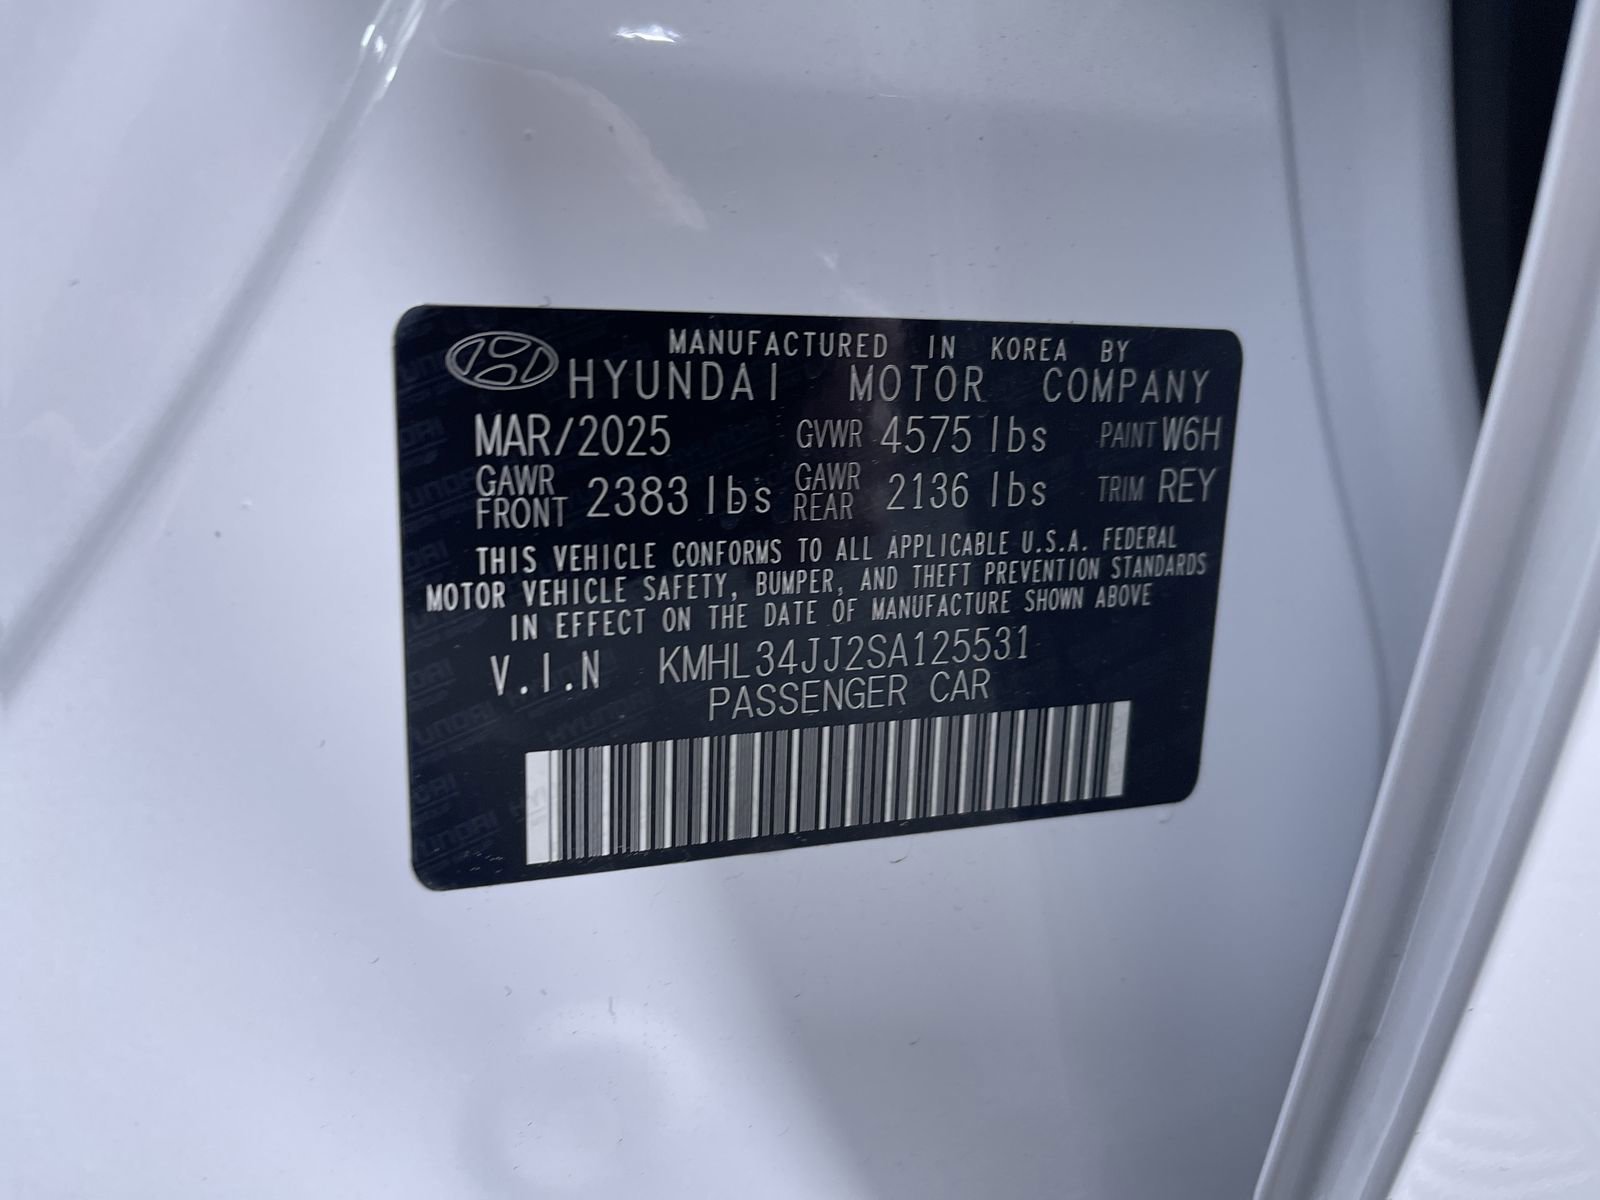 MANUFACTURED IN KOREA BY
HYUNDAI MOTOR COMPANY
MAR/2025 GVWR 4575 lbs PAINT W6H
GAWR FRONT 2383 lbs GAWR REAR 2136 lbs TRIM REY
THIS VEHICLE CONFORMS TO ALL APPLICABLE U.S.A. FEDERAL
MOTOR VEHICLE SAFETY, BUMPER, AND THEFT PREVENTION STANDARDS
IN EFFECT ON THE DATE OF MANUFACTURE SHOWN ABOVE
V.I.N KMHL34JJ2SA125531
PASSENGER CAR